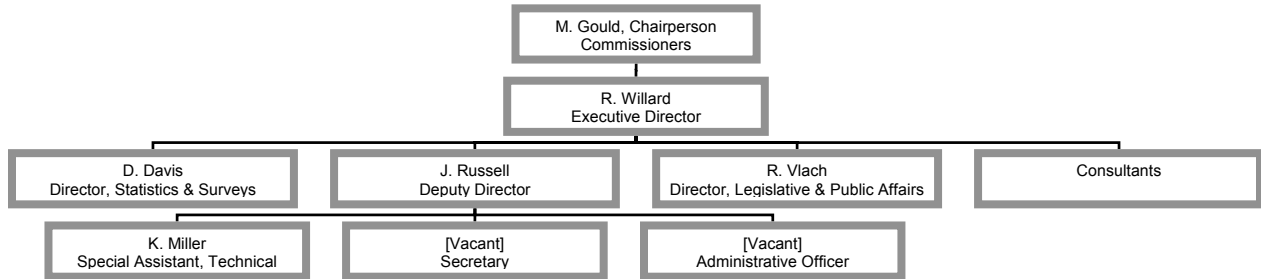 M. Gould, Chairperson
Commissioners
R. Willard
Executive Director
D. Davis
Director, Statistics & Surveys
J. Russell
Deputy Director
R. Vlach
Director, Legislative & Public Affairs
Consultants
K. Miller
Special Assistant, Technical
[Vacant]
Secretary
[Vacant]
Administrative Officer